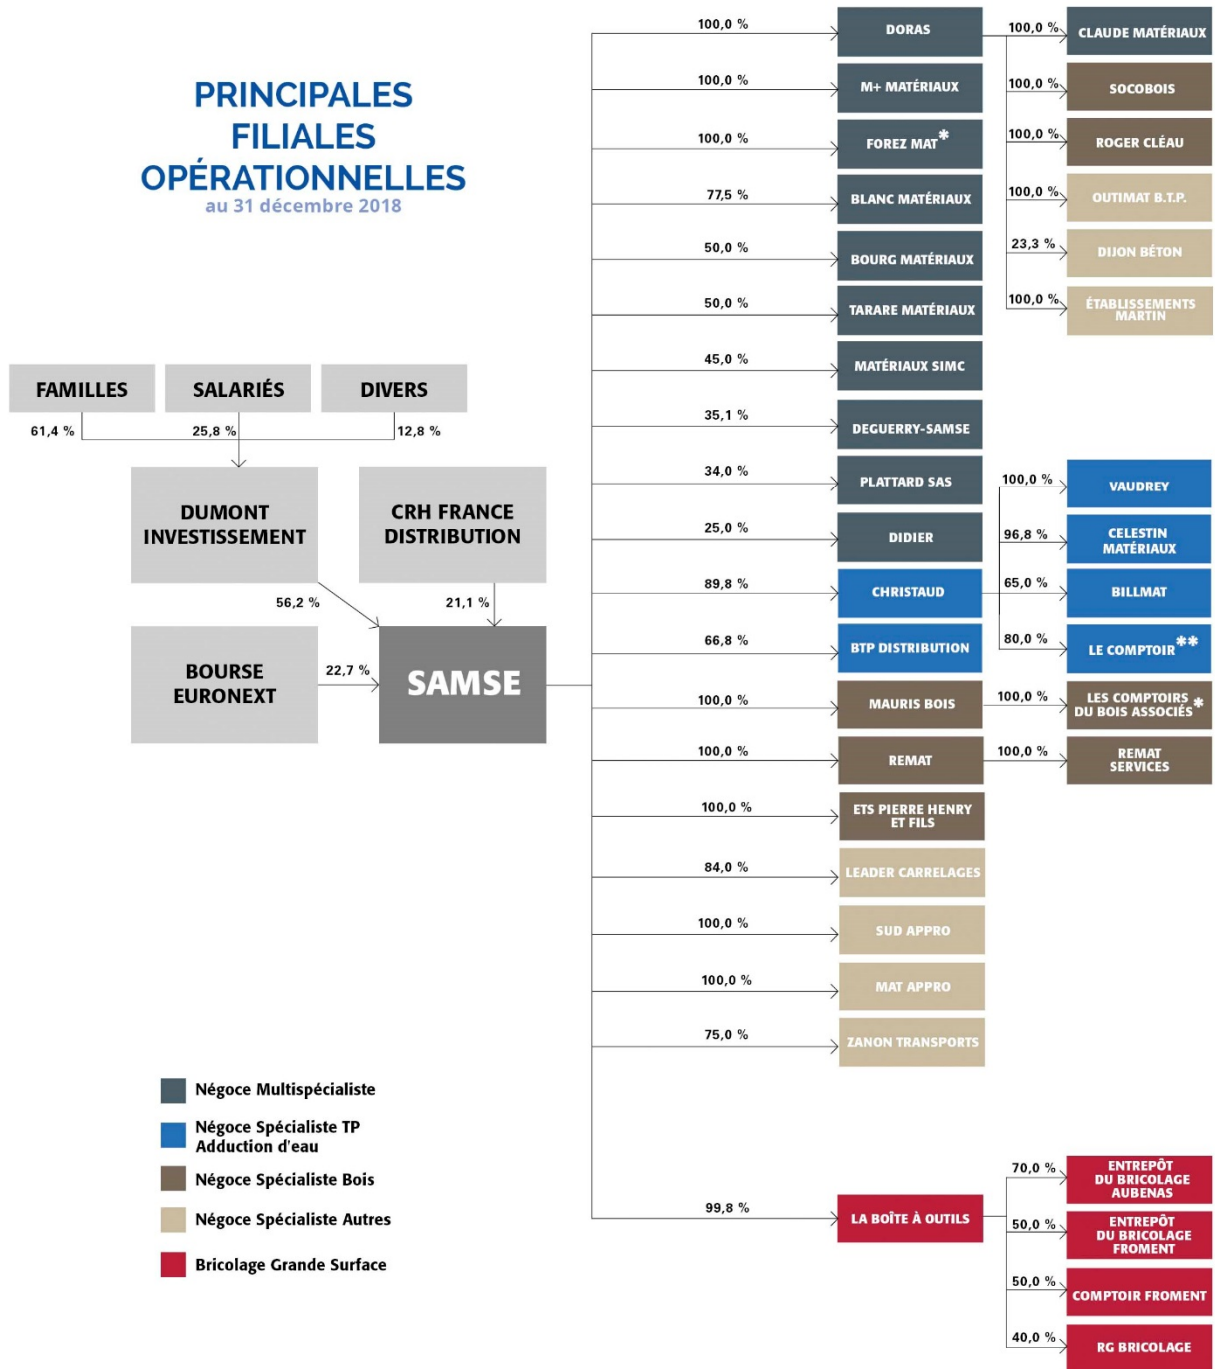 PRINCIPALES
FILIALES
OPÉRATIONNELLES
au 31 décembre 2018
FAMILLES
SALARIÉS
DIVERS
61,4 %
25,8 %
12,8 %
DUMONT
INVESTISSEMENT
CRH FRANCE
DISTRIBUTION
56,2 %
21,1 %
BOURSE
EURONEXT
22,7 %
SAMSE
100,0 %
DORAS
100,0 %
CLAUDE MATÉRIAUX
100,0 %
SOCOBOIS
100,0 %
ROGER CLÉAU
100,0 %
OUTIMAT B.T.P.
23,3 %
DIJON BÉTON
100,0 %
ÉTABLISSEMENTS
MARTIN
100,0 %
M+ MATÉRIAUX
100,0 %
FOREZ MAT*
77,5 %
BLANC MATÉRIAUX
50,0 %
BOURG MATÉRIAUX
50,0 %
TARARE MATÉRIAUX
45,0 %
MATÉRIAUX SIMC
35,1 %
DEGUERRY-SAMSE
34,0 %
PLATTARD SAS
25,0 %
DIDIER
89,8 %
CHRISTAUD
100,0 %
VAUDREY
96,8 %
CELESTIN
MATÉRIAUX
65,0 %
BILLMAT
80,0 %
LE COMPTOIR**
66,8 %
BTP DISTRIBUTION
100,0 %
MAURIS BOIS
100,0 %
LES COMPTOIRS
DU BOIS ASSOCIÉS*
100,0 %
REMAT
100,0 %
REMAT
SERVICES
100,0 %
ETS PIERRE HENRY
ET FILS
84,0 %
LEADER CARRELAGES
100,0 %
SUD APPRO
100,0 %
MAT APPRO
75,0 %
ZANON TRANSPORTS
99,8 %
LA BOÎTE À OUTILS
70,0 %
ENTREPÔT
DU BRICOLAGE
AUBENAS
50,0 %
ENTREPÔT
DU BRICOLAGE
FROMENT
50,0 %
COMPTOIR FROMENT
40,0 %
RG BRICOLAGE
Négoce Multispécialiste
Négoce Spécialiste TP
Adduction d'eau
Négoce Spécialiste Bois
Négoce Spécialiste Autres
Bricolage Grande Surface